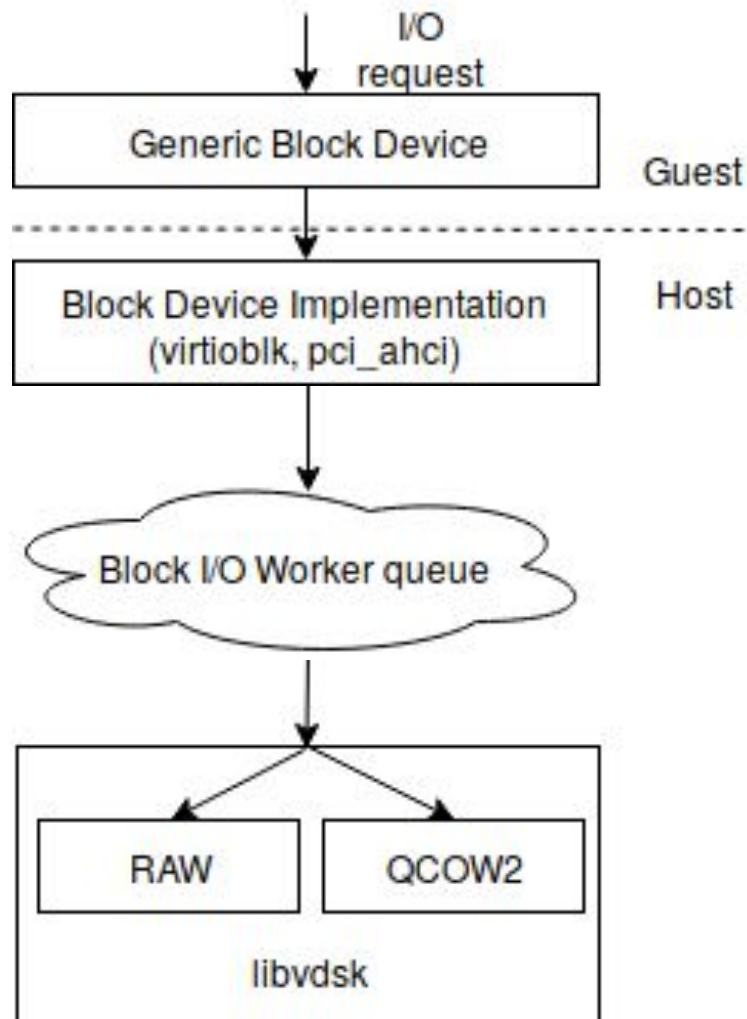 I/O
request
Generic Block Device
Guest
Host
Block Device Implementation
(virtioblk, pci_ahci)
Block I/O Worker queue
RAW
QCOW2
libvdsk